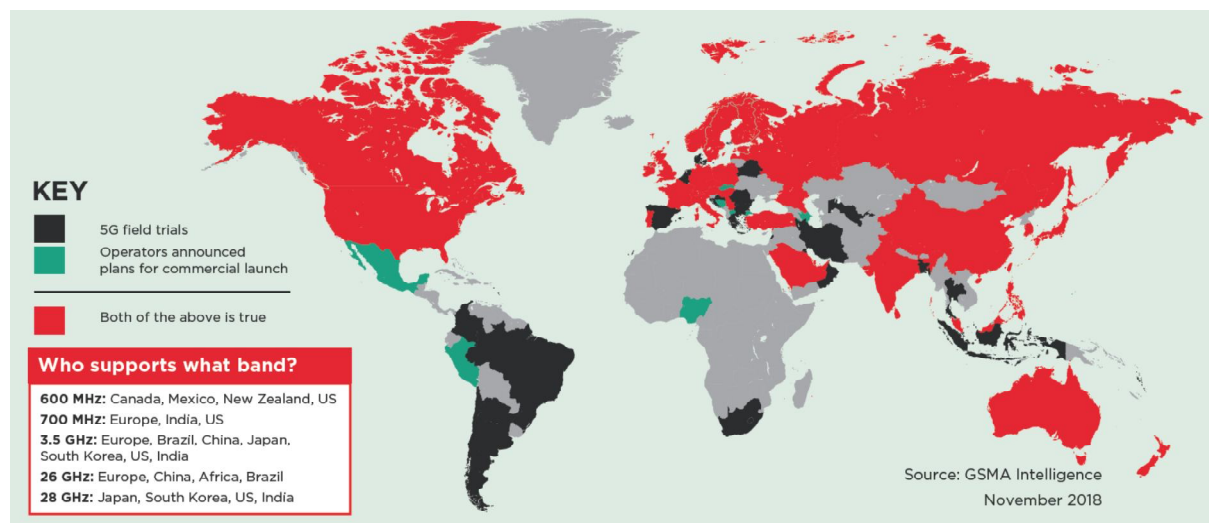 KEY
5G field trials
Operators announced
plans for commercial launch
Both of the above is true
Who supports what band?
600 MHz: Canada, Mexico, New Zealand, US
700 MHz: Europe, India, US
3.5 GHz: Europe, Brazil, China, Japan,
South Korea, US, India
26 GHz: Europe, China, Africa, Brazil
28 GHz: Japan, South Korea, US, India
Source: GSMA Intelligence
November 2018